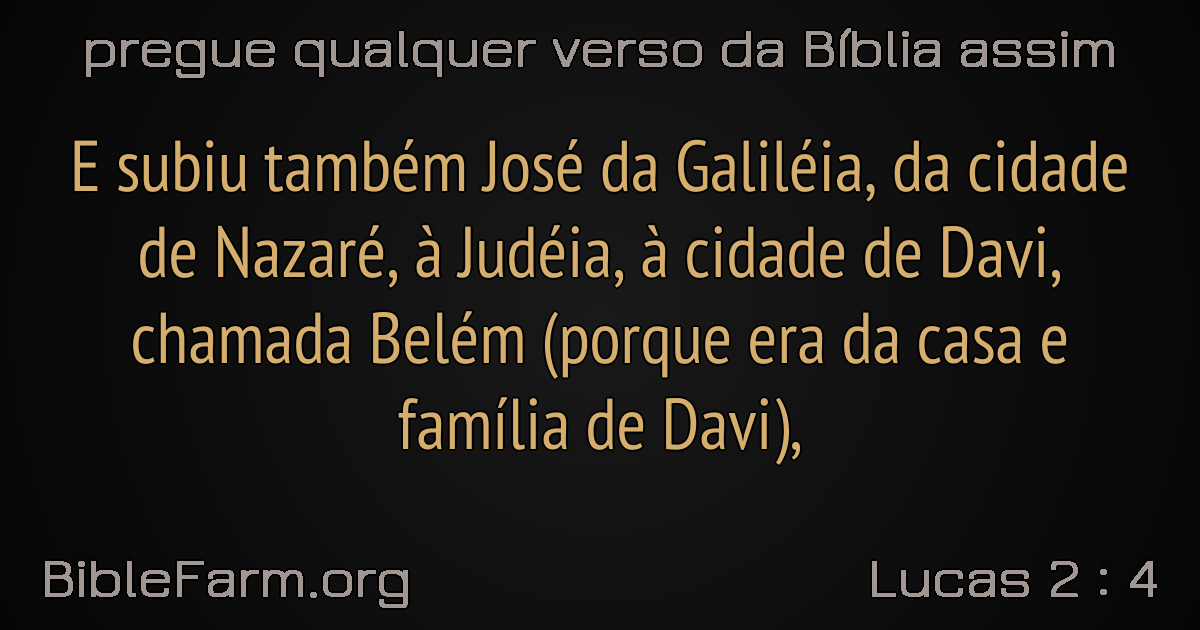 pregue qualquer verso da Bíblia assim
E subiu também José da Galiléia, da cidade
de Nazaré, à Judéia, à cidade de Davi,
chamada Belém (porque era da casa e
família de Davi),
BibleFarm.org
Lucas 2 : 4